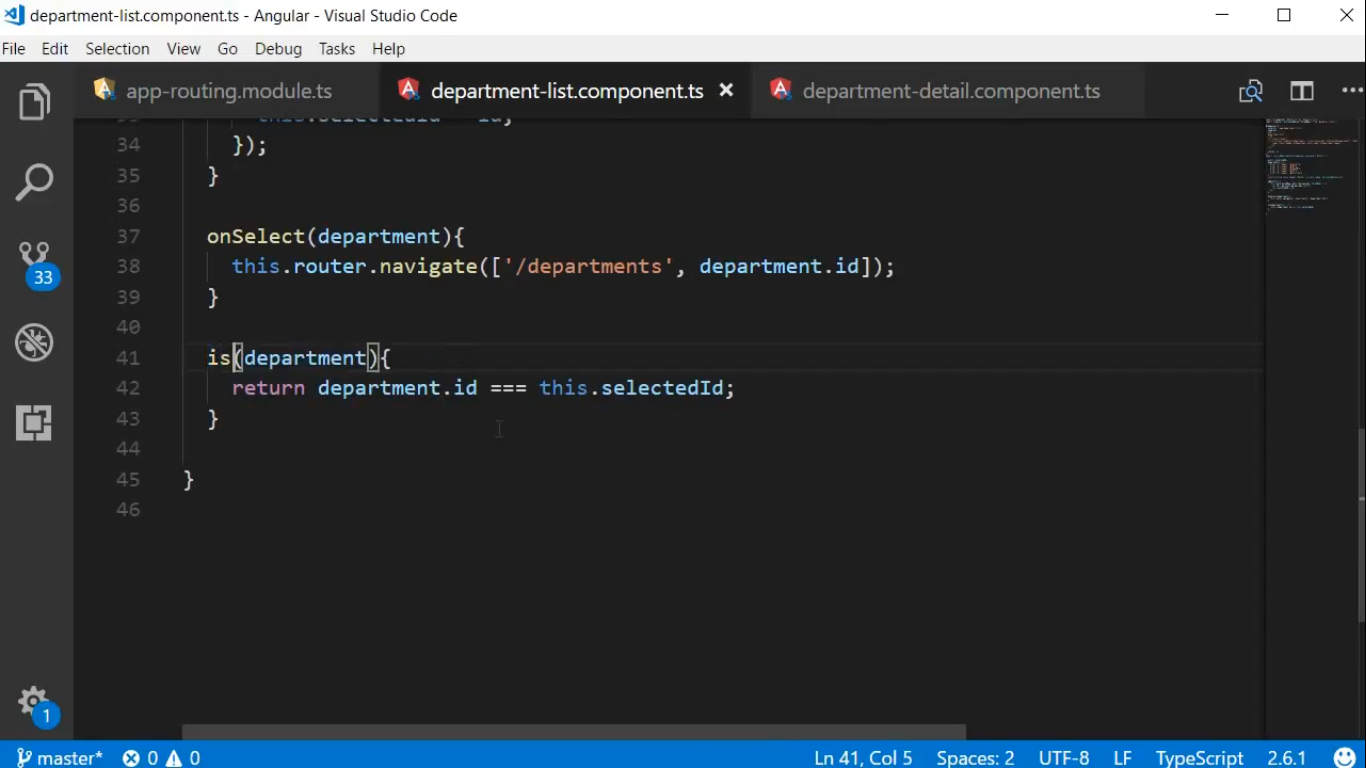 department-list.component.ts - Angular - Visual Studio Code
File Edit Selection View Go Debug Tasks Help
app-routing.module.ts department-list.component.ts department-detail.component.ts
34 });
35 }
36
37 onSelect(department){
38 this.router.navigate(['/departments', department.id]);
39 }
40
41 is(department){
42 return department.id === this.selectedId;
43 }
44
45 }
46
33
1
master* 0 0 Ln 41, Col 5 Spaces: 2 UTF-8 LF TypeScript 2.6.1